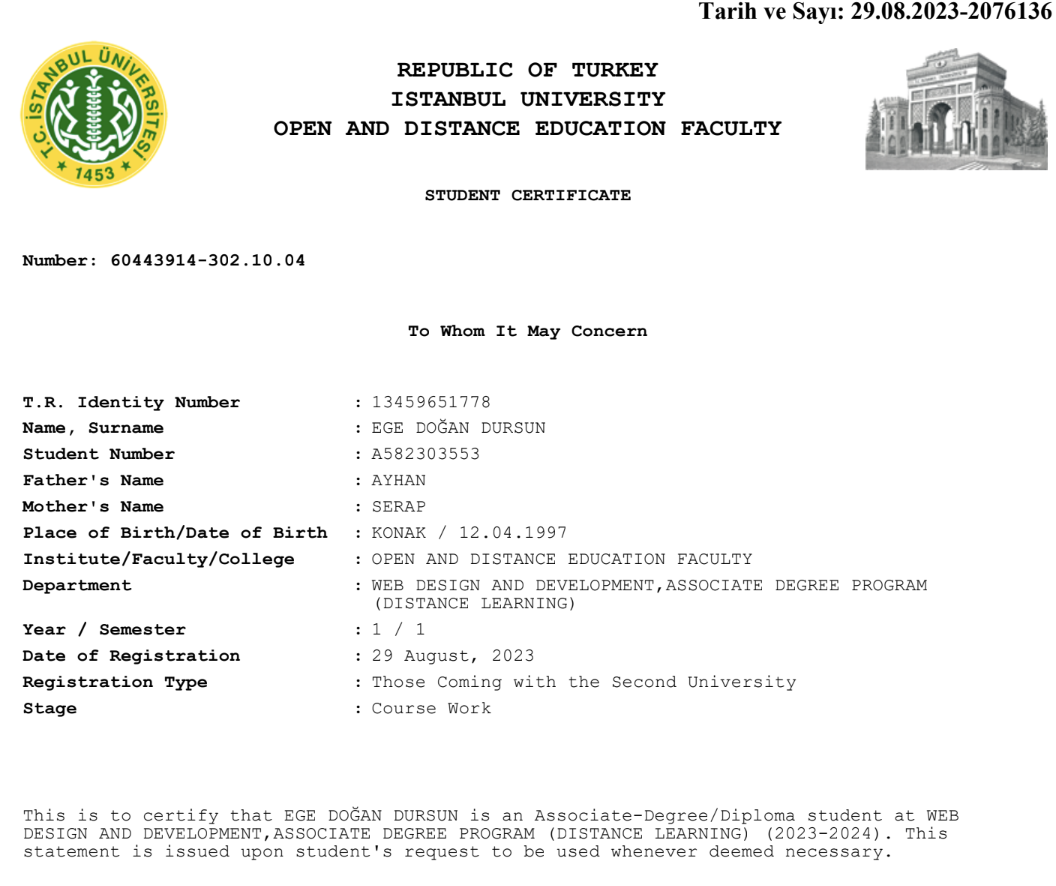 Tarih ve Sayı: 29.08.2023-2076136
T.C. İSTANBUL ÜNİVERSİTESİ
* 1453 *
REPUBLIC OF TURKEY
ISTANBUL UNIVERSITY
OPEN AND DISTANCE EDUCATION FACULTY
STUDENT CERTIFICATE
Number: 60443914-302.10.04
To Whom It May Concern
T.R. Identity Number : 13459651778
Name, Surname : EGE DOĞAN DURSUN
Student Number : A582303553
Father's Name : AYHAN
Mother's Name : SERAP
Place of Birth/Date of Birth : KONAK / 12.04.1997
Institute/Faculty/College : OPEN AND DISTANCE EDUCATION FACULTY
Department : WEB DESIGN AND DEVELOPMENT,ASSOCIATE DEGREE PROGRAM
(DISTANCE LEARNING)
Year / Semester : 1 / 1
Date of Registration : 29 August, 2023
Registration Type : Those Coming with the Second University
Stage : Course Work
This is to certify that EGE DOĞAN DURSUN is an Associate-Degree/Diploma student at WEB
DESIGN AND DEVELOPMENT,ASSOCIATE DEGREE PROGRAM (DISTANCE LEARNING) (2023-2024). This
statement is issued upon student's request to be used whenever deemed necessary.